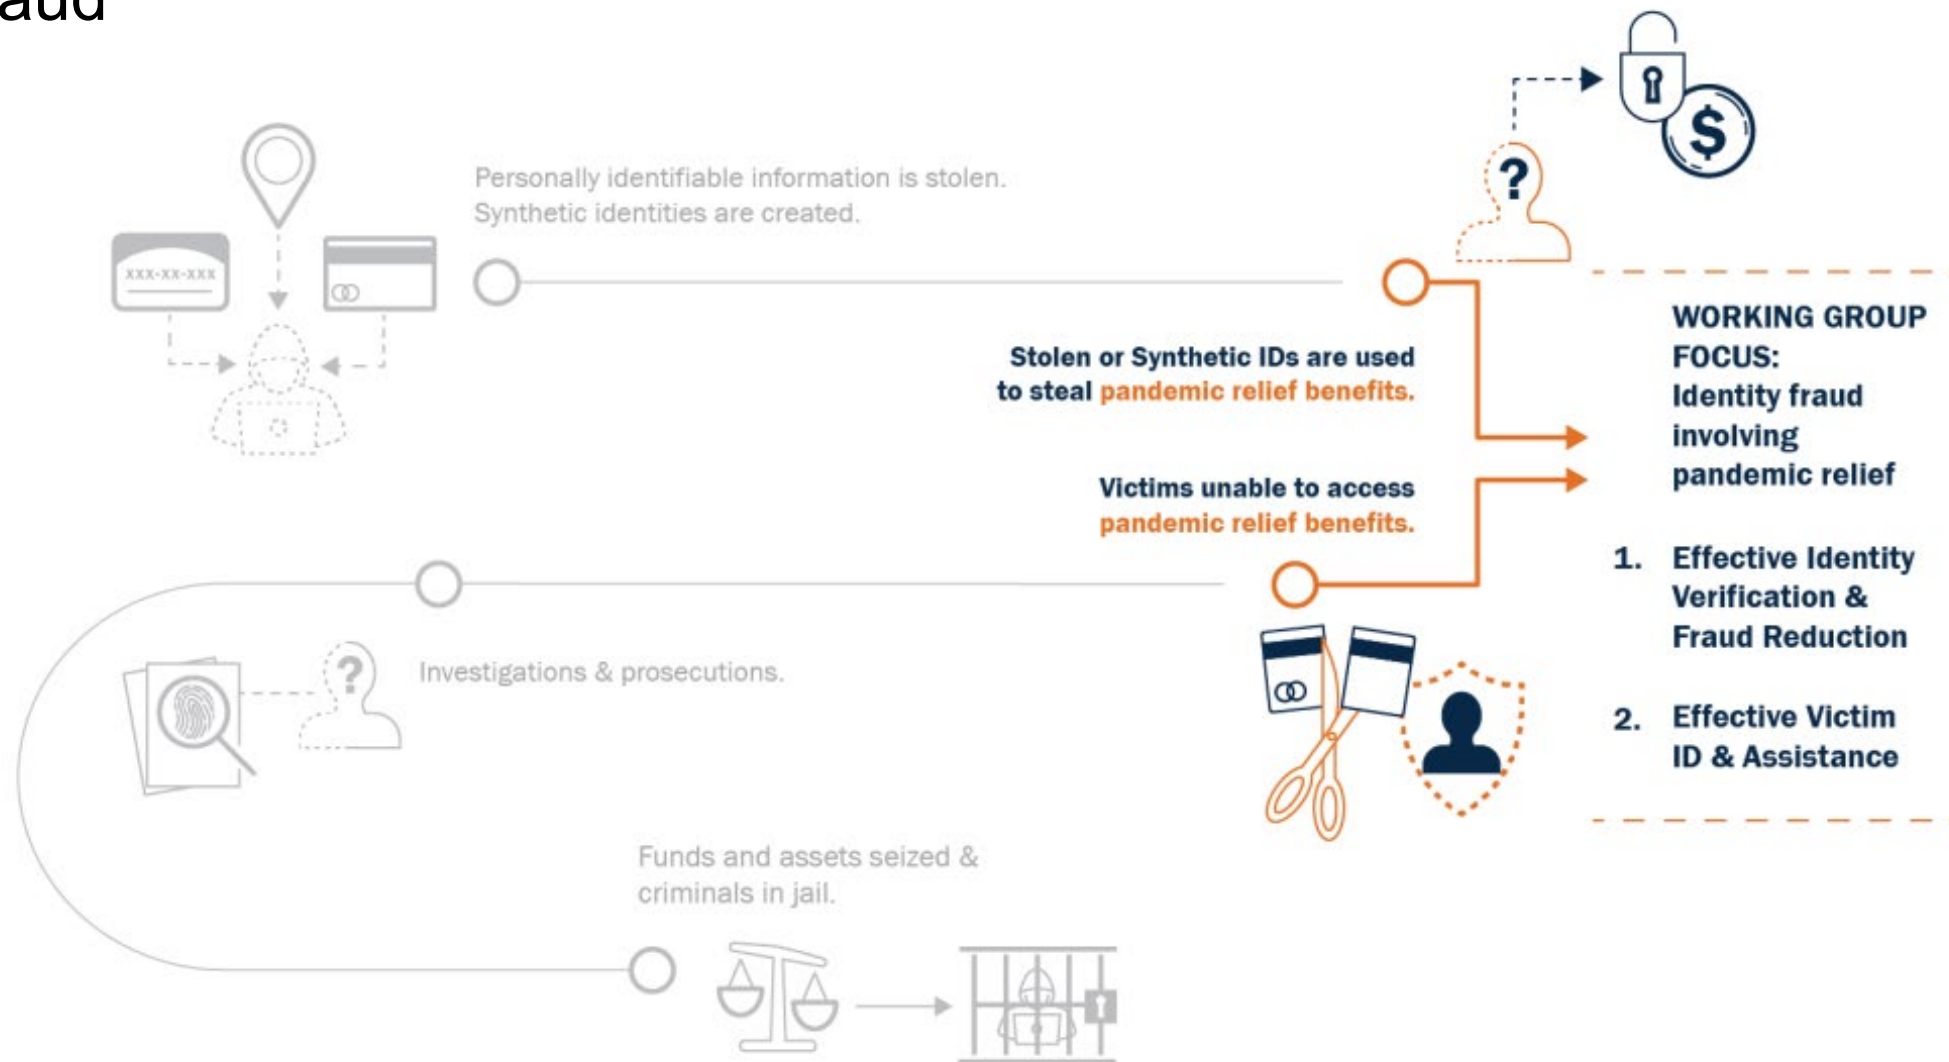 aud
Personally identifiable information is stolen.
Synthetic identities are created.
XXX-XX-XXX
$
?
Stolen or Synthetic IDs are used
to steal pandemic relief benefits.
WORKING GROUP
FOCUS:
Identity fraud
involving
pandemic relief
Victims unable to access
pandemic relief benefits.
1. Effective Identity
Verification &
Fraud Reduction
2. Effective Victim
ID & Assistance
?
Investigations & prosecutions.
Funds and assets seized &
criminals in jail.